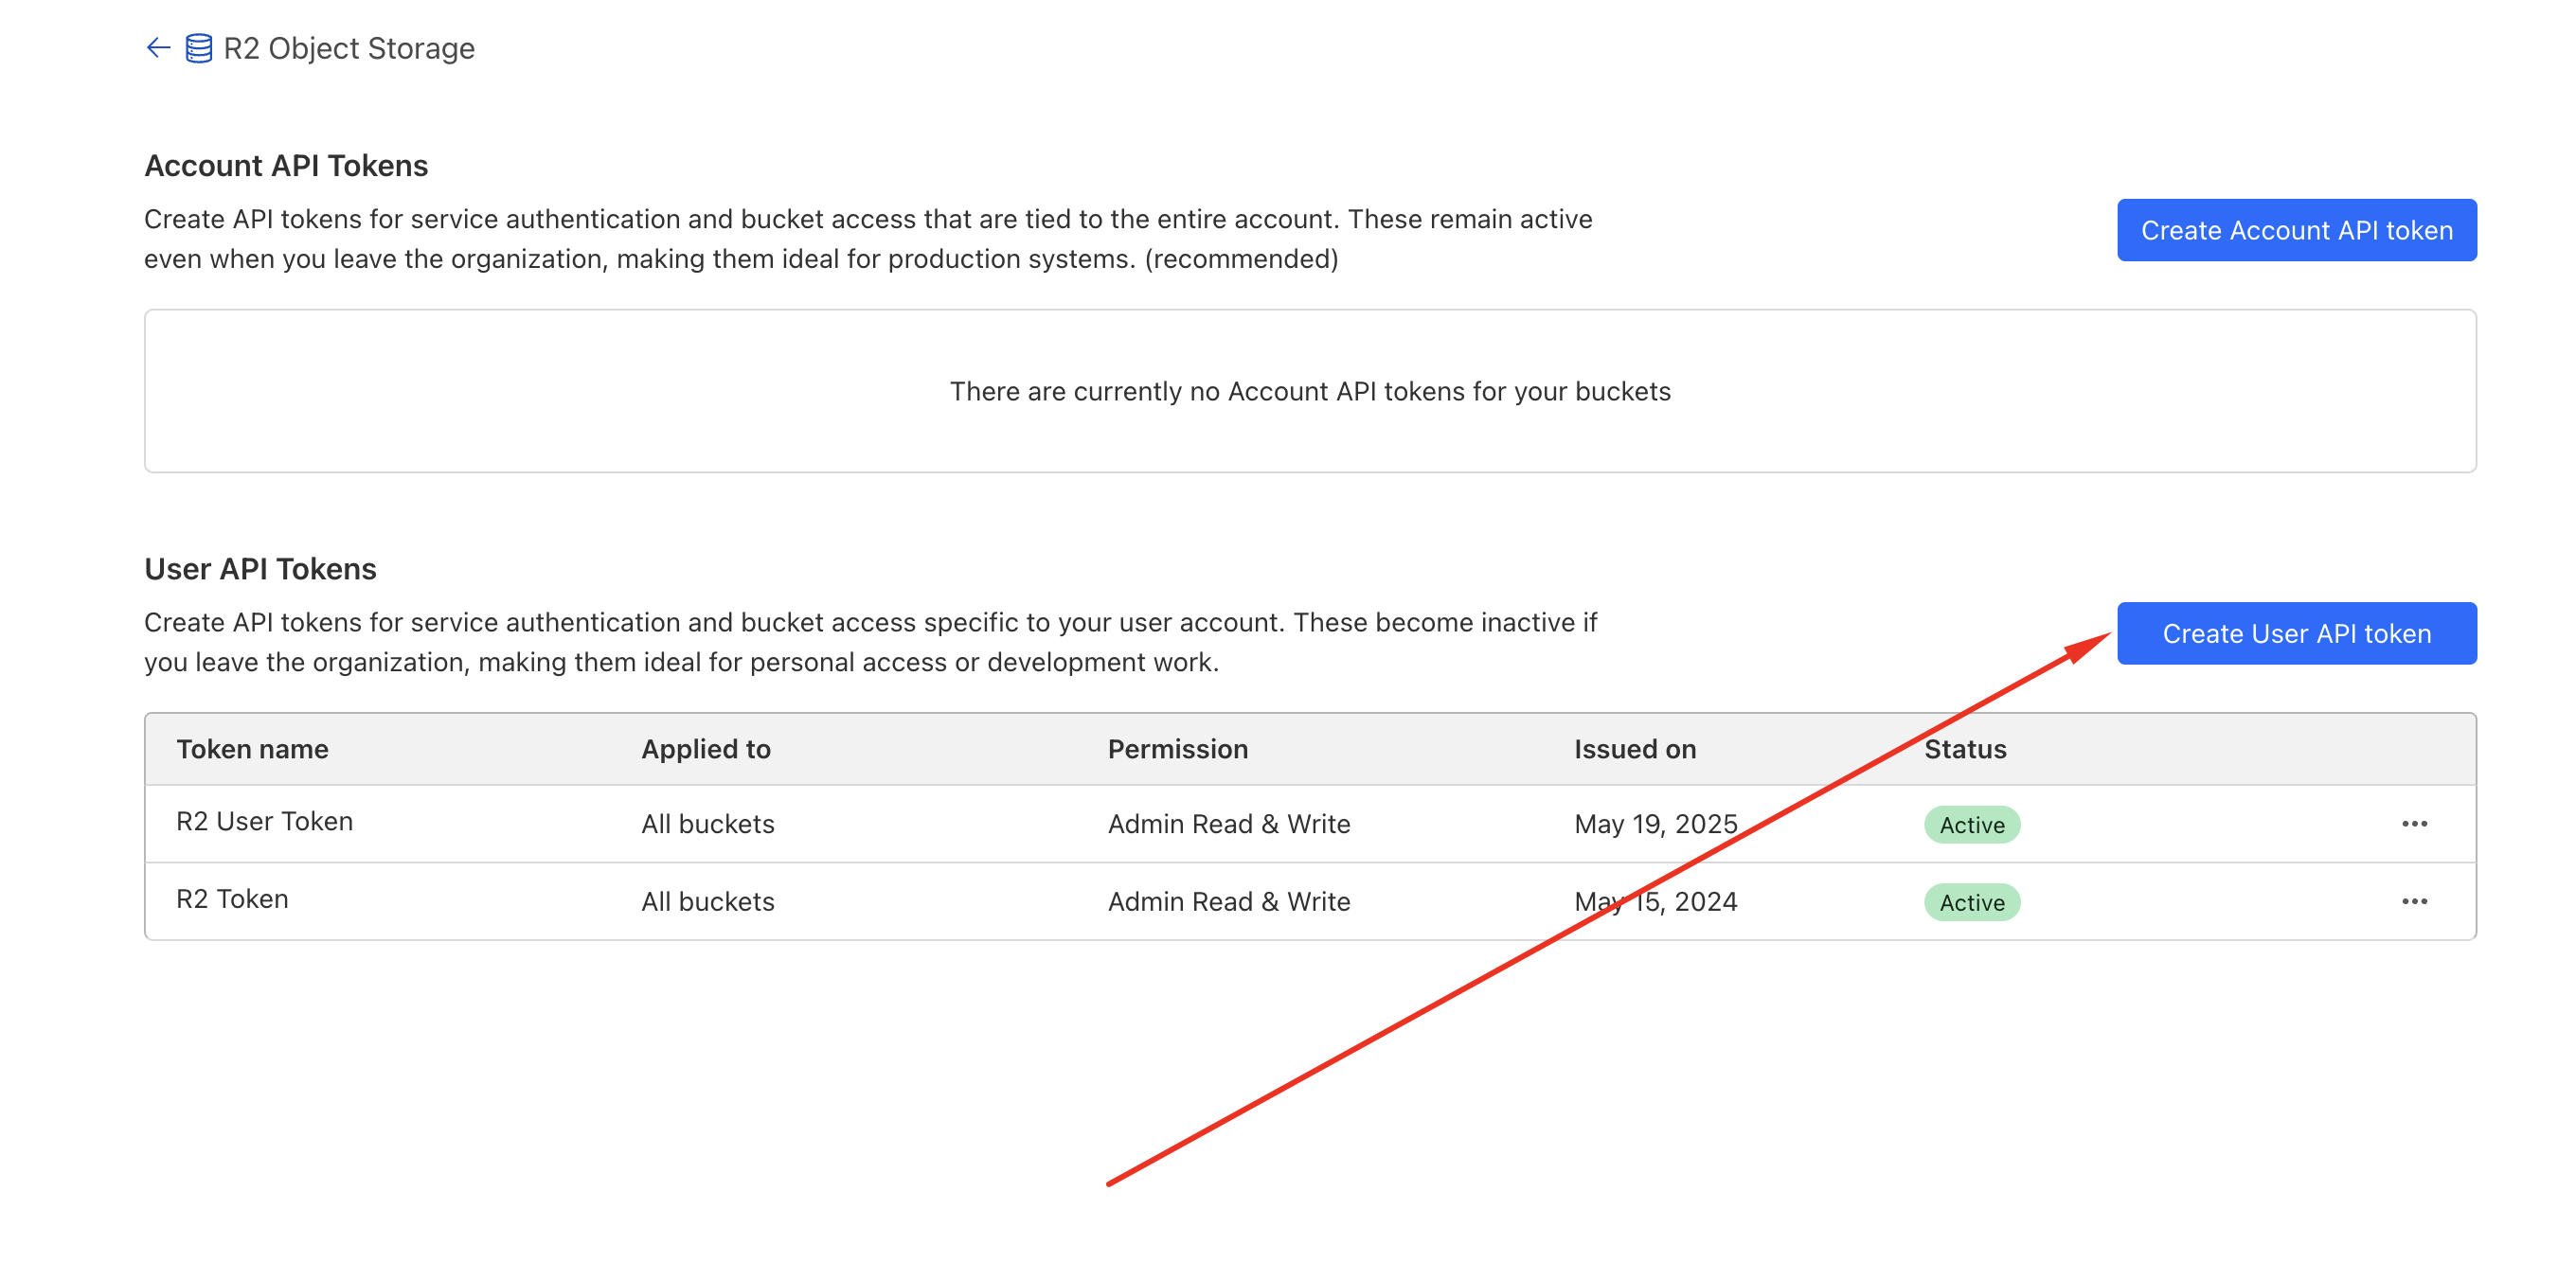 R2 Object Storage
Account API Tokens
Create API tokens for service authentication and bucket access that are tied to the entire account. These remain active
even when you leave the organization, making them ideal for production systems. (recommended)
Create Account API token
There are currently no Account API tokens for your buckets
User API Tokens
Create API tokens for service authentication and bucket access specific to your user account. These become inactive if
you leave the organization, making them ideal for personal access or development work.
Create User API token
Token name Applied to Permission Issued on Status
R2 User Token All buckets Admin Read & Write May 19, 2025 Active
R2 Token All buckets Admin Read & Write May 15, 2024 Active